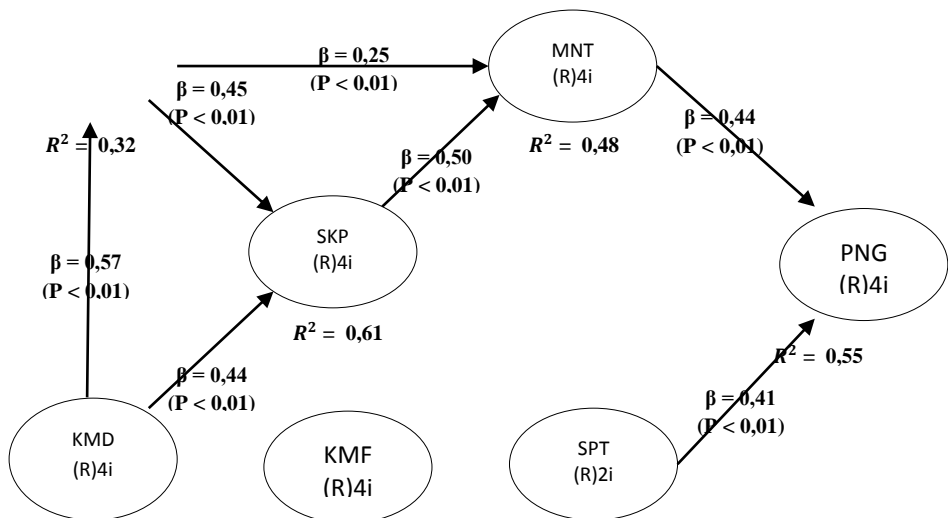 MNT
(R)4i
β = 0,25
(P < 0,01)
β = 0,45
(P < 0,01)
β = 0,44
(P < 0,01)
R² = 0,32
R² = 0,48
β = 0,50
(P < 0,01)
SKP
(R)4i
PNG
(R)4i
β = 0,57
(P < 0,01)
R² = 0,61
R² = 0,55
β = 0,44
(P < 0,01)
β = 0,41
(P < 0,01)
KMD
(R)4i
KMF
(R)4i
SPT
(R)2i